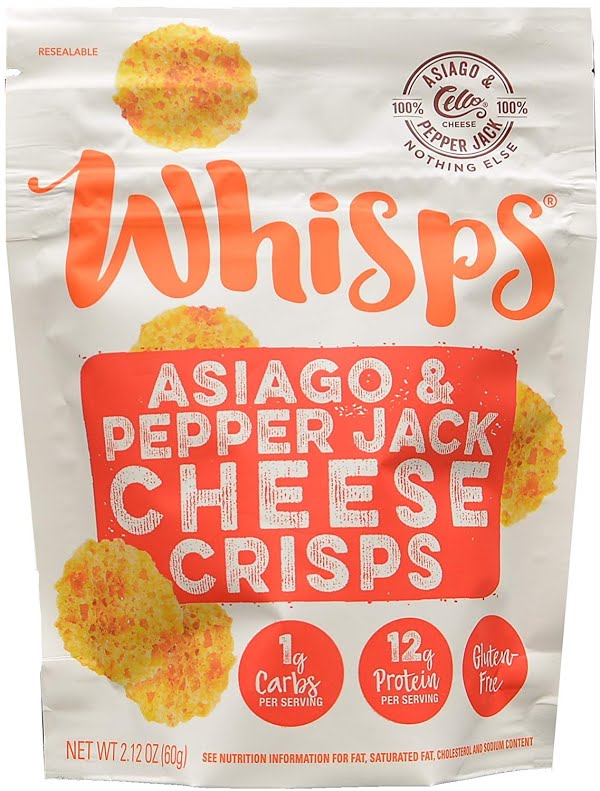 RESEALABLE
ASIAGO &
100% Cello® 100%
CHEESE
PEPPER JACK
NOTHING ELSE
Whisps®
ASIAGO &
PEPPER JACK
CHEESE
CRISPS
1g
Carbs
PER SERVING
12g
Protein
PER SERVING
Gluten-
Free
NET WT 2.12 OZ (60g)
SEE NUTRITION INFORMATION FOR FAT, SATURATED FAT, CHOLESTEROL AND SODIUM CONTENT